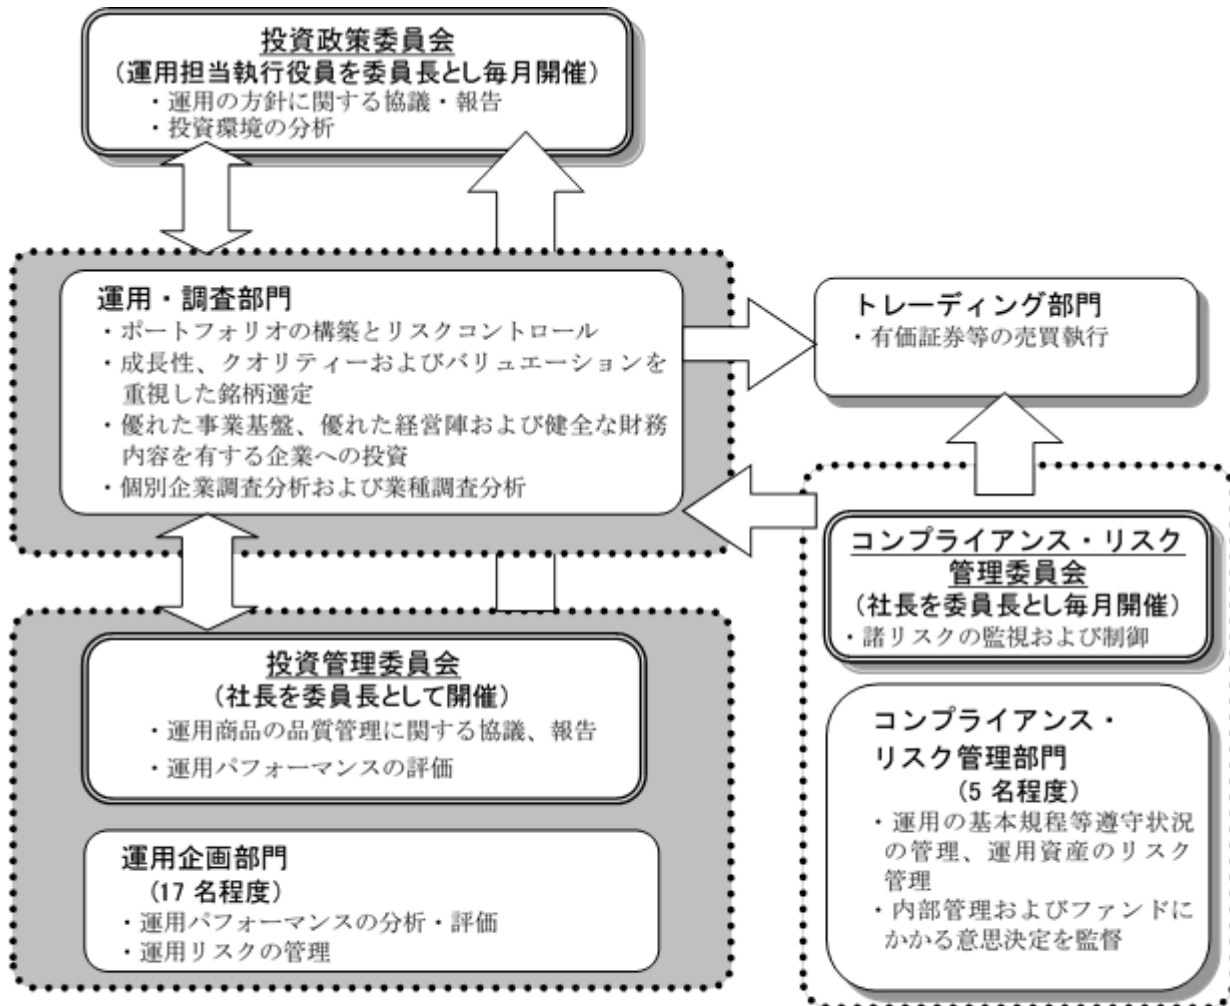 投資政策委員会
（運用担当執行役員を委員長とし毎月開催）
・運用の方針に関する協議・報告
・投資環境の分析
運用・調査部門
・ポートフォリオの構築とリスクコントロール
・成長性、クオリティーおよびバリュエーションを
重視した銘柄選定
・優れた事業基盤、優れた経営陣および健全な財務
内容を有する企業への投資
・個別企業調査分析および業種調査分析
トレーディング部門
・有価証券等の売買執行
投資管理委員会
（社長を委員長として開催）
・運用商品の品質管理に関する協議、報告
・運用パフォーマンスの評価
運用企画部門
（17 名程度）
・運用パフォーマンスの分析・評価
・運用リスクの管理
コンプライアンス・リスク
管理委員会
（社長を委員長とし毎月開催）
・諸リスクの監視および制御
コンプライアンス・
リスク管理部門
（5 名程度）
・運用の基本規程等遵守状況
の管理、運用資産のリスク
管理
・内部管理およびファンドに
かかる意思決定を監督